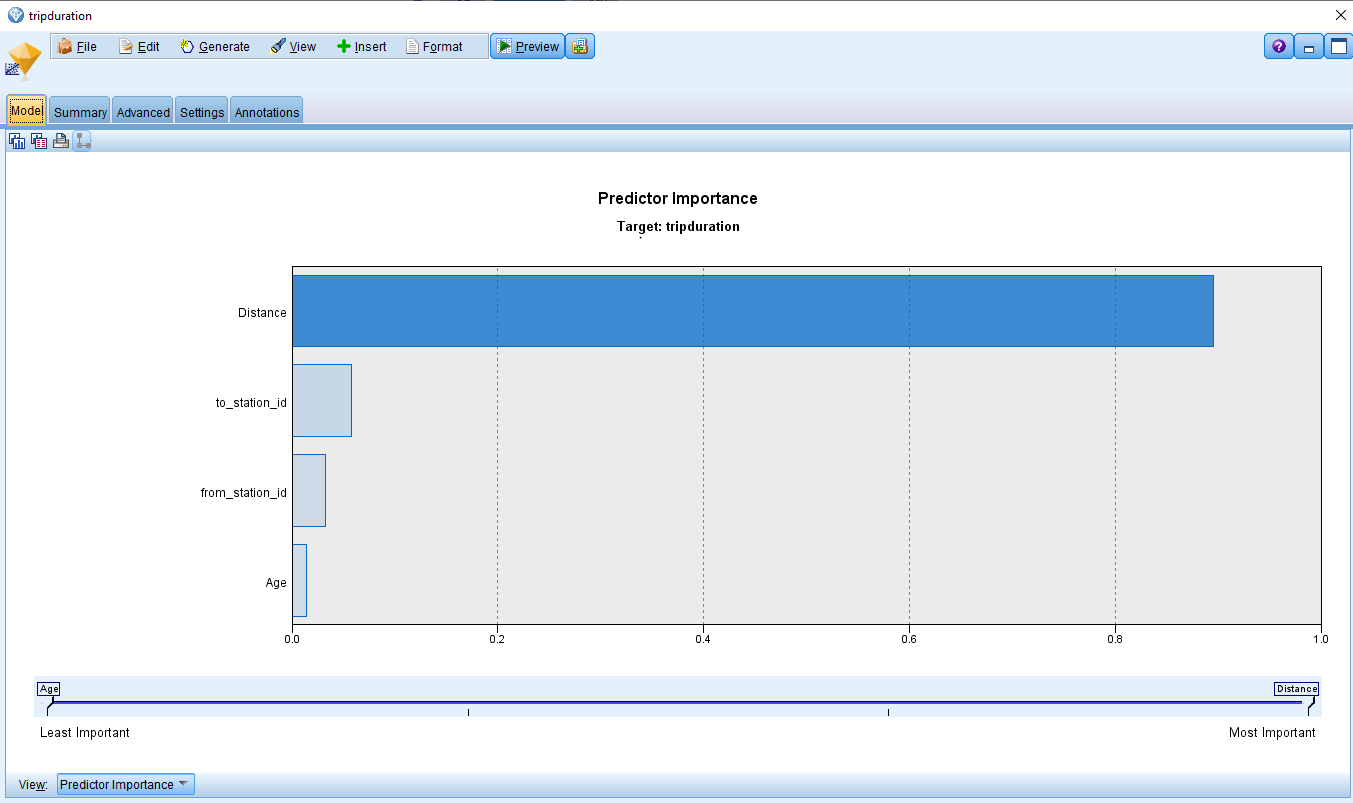 tripduration
File Edit Generate View Insert Format Preview
Model Summary Advanced Settings Annotations
Predictor Importance
Target: tripduration
Distance
to_station_id
from_station_id
Age
0.0 0.2 0.4 0.6 0.8 1.0
Age Distance
Least Important Most Important
View: Predictor Importance